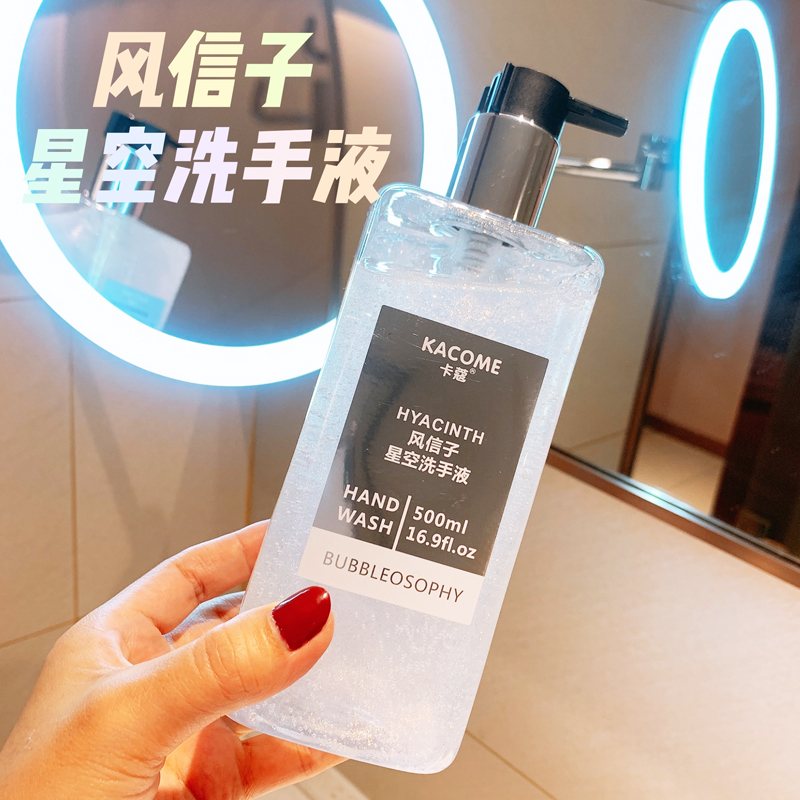 风信子
星空洗手液
KACOME
卡蔻®
HYACINTH
风信子
星空洗手液
HAND
WASH
500ml
16.9fl.oz
BUBBLEOSOPHY